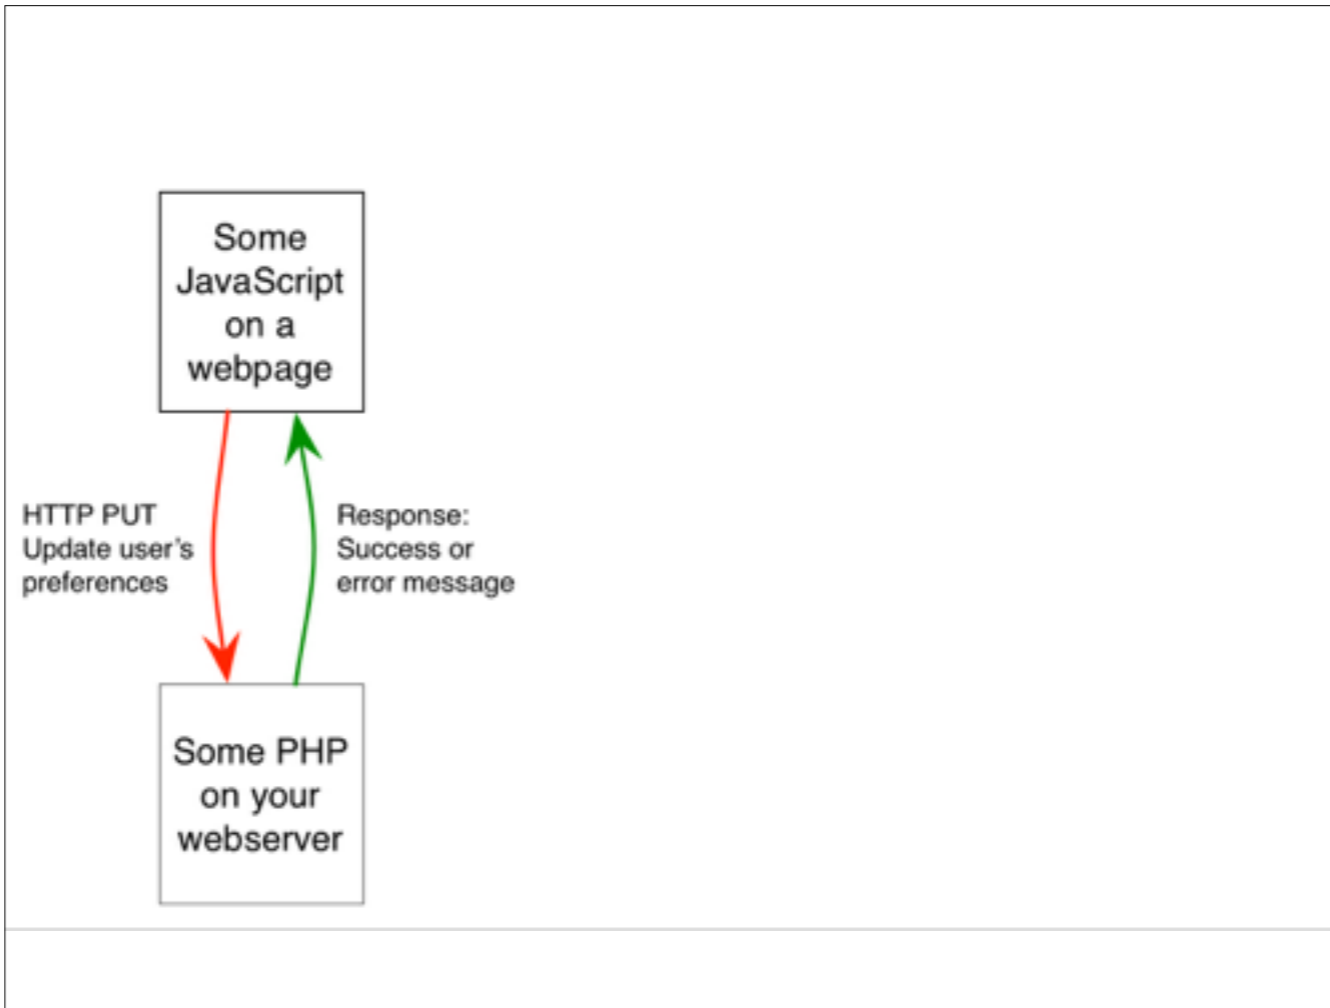 Some
JavaScript
on a
webpage
HTTP PUT
Update user's
preferences
Response:
Success or
error message
Some PHP
on your
webserver